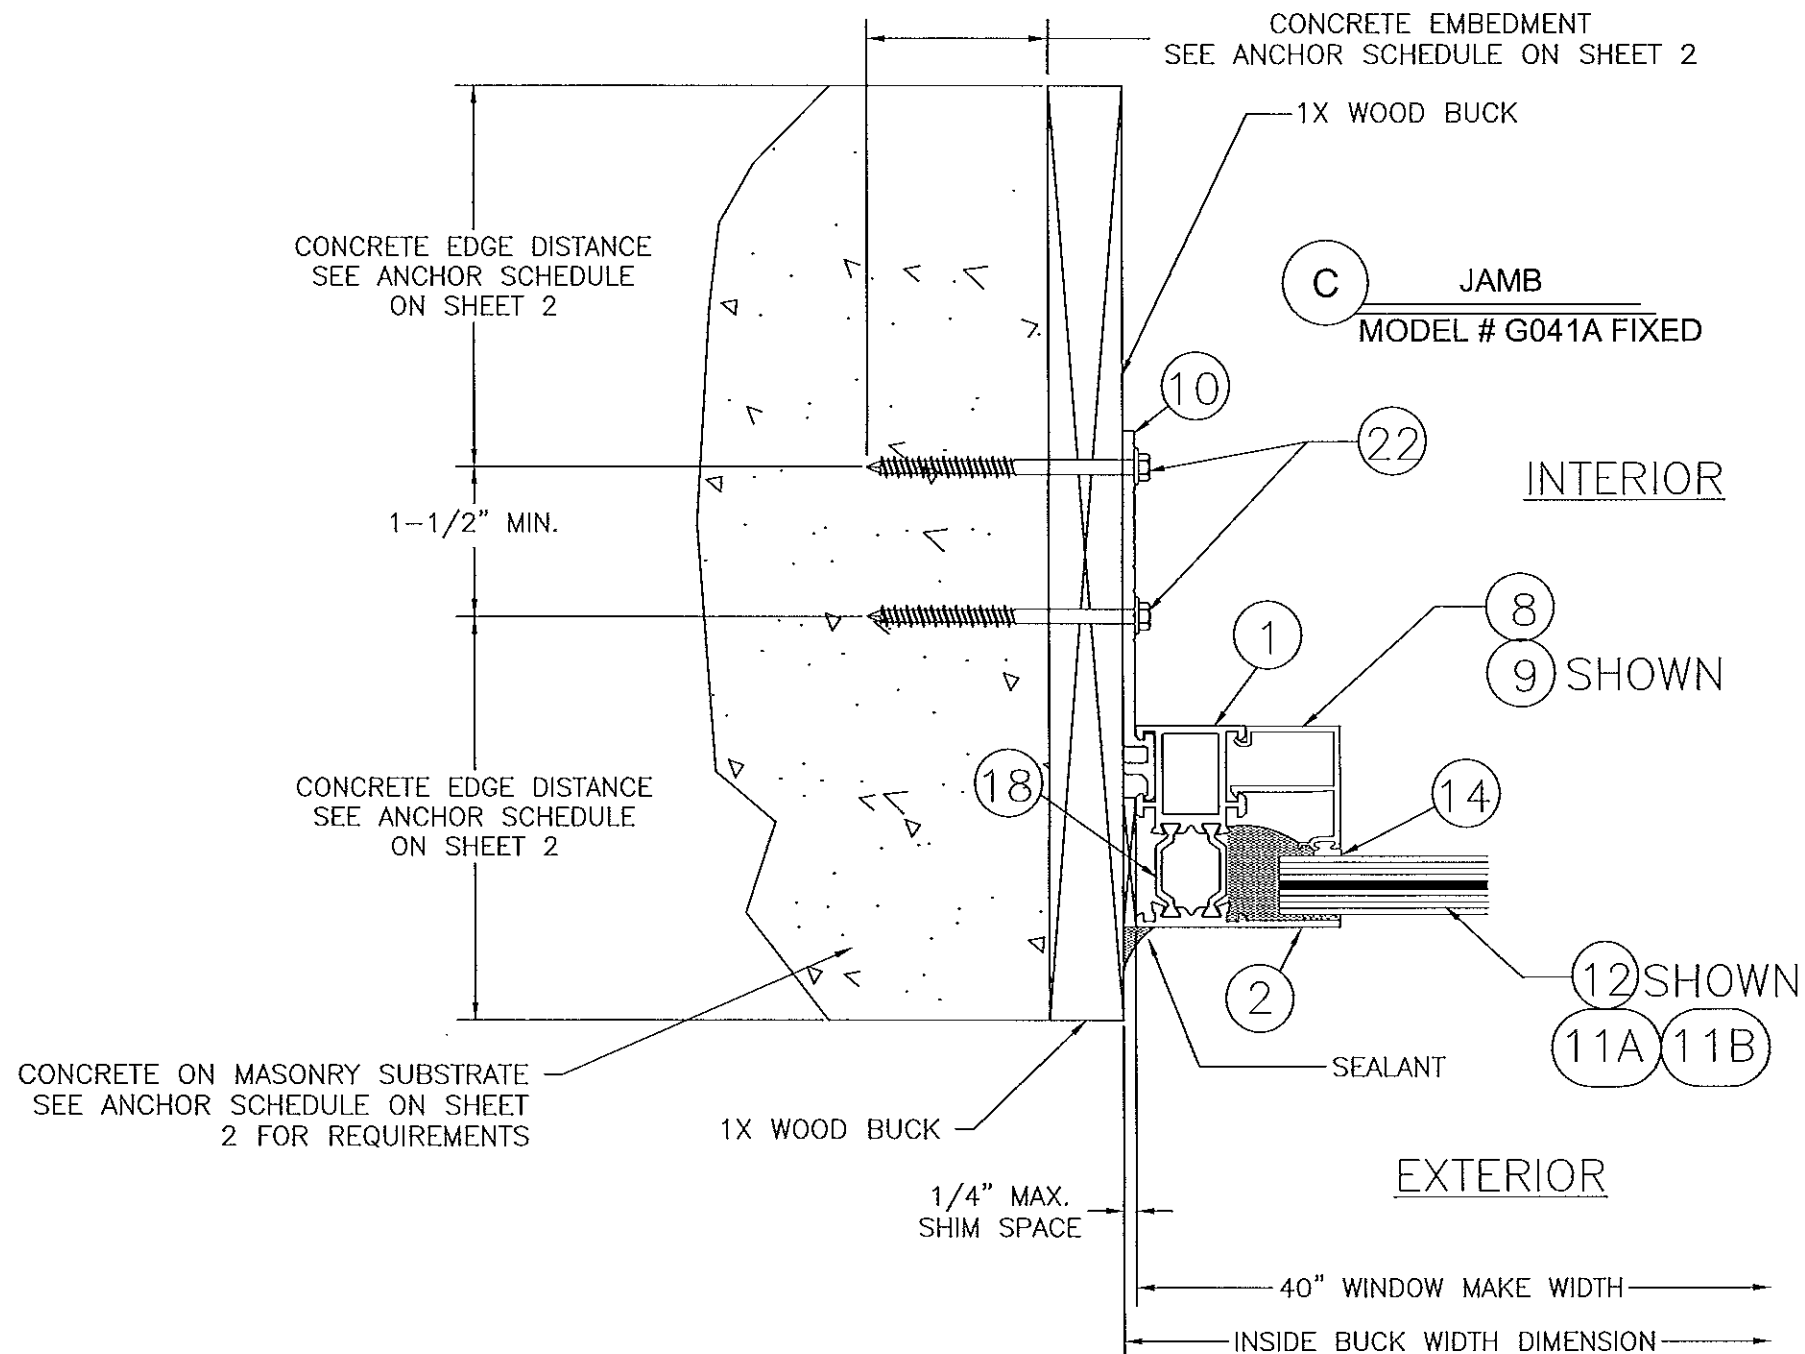 CONCRETE EMBEDMENT
SEE ANCHOR SCHEDULE ON SHEET 2
1X WOOD BUCK
CONCRETE EDGE DISTANCE
SEE ANCHOR SCHEDULE
ON SHEET 2
C
JAMB
MODEL # G041A FIXED
10
22
INTERIOR
1-1/2" MIN.
8
9 SHOWN
1
18
14
CONCRETE EDGE DISTANCE
SEE ANCHOR SCHEDULE
ON SHEET 2
12 SHOWN
2
11A 11B
SEALANT
CONCRETE ON MASONRY SUBSTRATE
SEE ANCHOR SCHEDULE ON SHEET
2 FOR REQUIREMENTS
1X WOOD BUCK
EXTERIOR
1/4" MAX.
SHIM SPACE
40" WINDOW MAKE WIDTH
INSIDE BUCK WIDTH DIMENSION